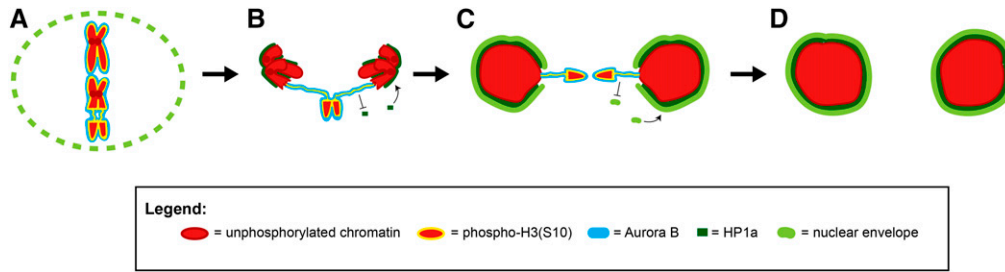 A B C D
Legend:
= unphosphorylated chromatin = phospho-H3(S10) = Aurora B = HP1a = nuclear envelope